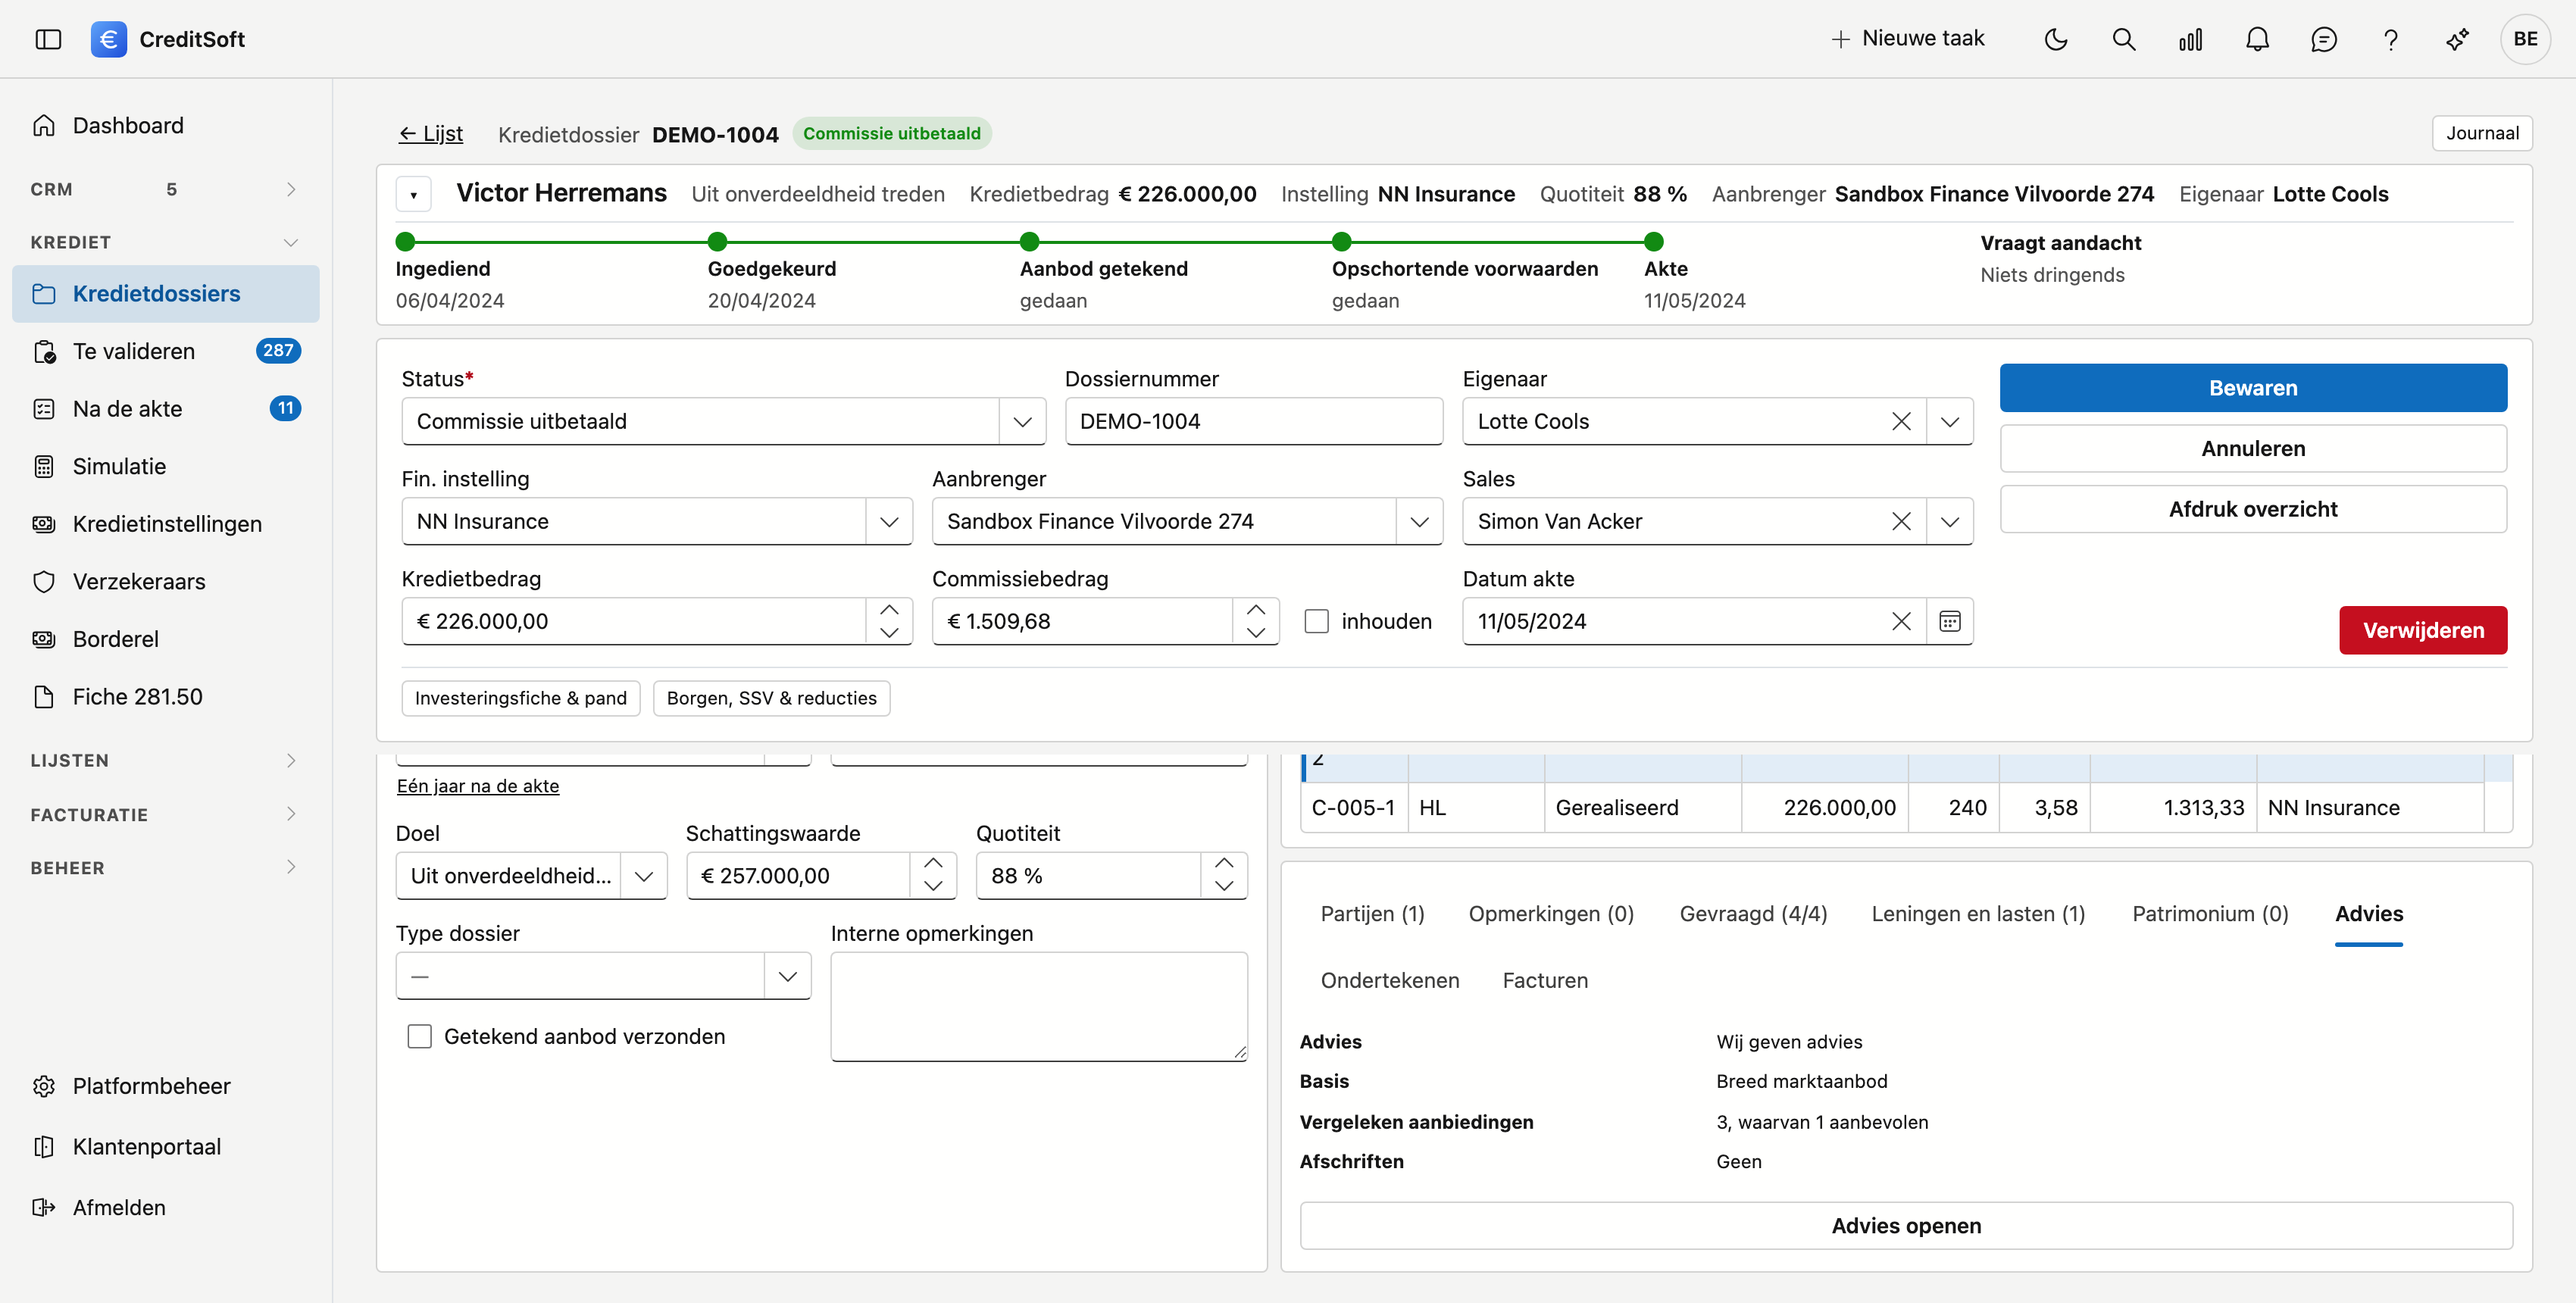 CreditSoft
Nieuwe taak
BE
Dashboard
CRM 5
KREDIET
Kredietdossiers
Te valideren 287
Na de akte 11
Simulatie
Kredietinstellingen
Verzekeraars
Borderel
Fiche 281.50
LIJSTEN
FACTURATIE
BEHEER
Platformbeheer
Klantenportaal
Afmelden
← Lijst Kredietdossier DEMO-1004 Commissie uitbetaald Journaal
Victor Herremans Uit onverdeeldheid treden Kredietbedrag € 226.000,00 Instelling NN Insurance Quotiteit 88 % Aanbrenger Sandbox Finance Vilvoorde 274 Eigenaar Lotte Cools
Ingediend Goedgekeurd Aanbod getekend Opschortende voorwaarden Akte
06/04/2024 20/04/2024 gedaan gedaan 11/05/2024
Vraagt aandacht
Niets dringends
Status* Dossiernummer Eigenaar
Commissie uitbetaald DEMO-1004 Lotte Cools
Fin. instelling Aanbrenger Sales
NN Insurance Sandbox Finance Vilvoorde 274 Simon Van Acker
Kredietbedrag Commissiebedrag Datum akte
€ 226.000,00 € 1.509,68 inhouden 11/05/2024
Bewaren
Annuleren
Afdruk overzicht
Verwijderen
Investeringsfiche & pand Borgen, SSV & reducties
Eén jaar na de akte
Doel Schattingswaarde Quotiteit
Uit onverdeeldheid... € 257.000,00 88 %
Type dossier Interne opmerkingen
—
Getekend aanbod verzonden
2
C-005-1 HL Gerealiseerd 226.000,00 240 3,58 1.313,33 NN Insurance
Partijen (1) Opmerkingen (0) Gevraagd (4/4) Leningen en lasten (1) Patrimonium (0) Advies
Ondertekenen Facturen
Advies Wij geven advies
Basis Breed marktaanbod
Vergeleken aanbiedingen 3, waarvan 1 aanbevolen
Afschriften Geen
Advies openen